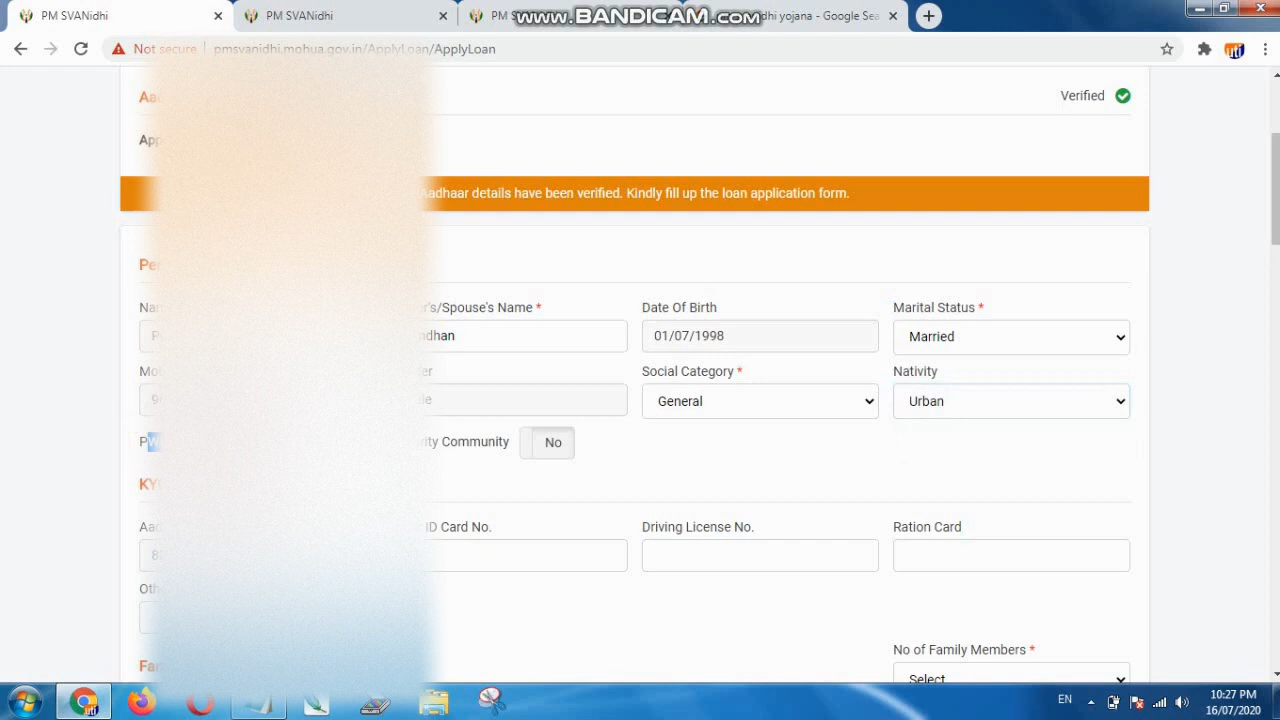 PM SVANidhi
PM SVANidhi
www.BANDICAM.com
dhi yojana - Google Sea
Not secure
pmsvanidhi.mohua.gov.in/ApplyLoan/ApplyLoan
Verified
Aadhaar details have been verified. Kindly fill up the loan application form.
Date Of Birth
Marital Status *
r's/Spouse's Name *
ndhan
01/07/1998
Married
Social Category *
Nativity
General
Urban
ity Community
No
ID Card No.
Driving License No.
Ration Card
No of Family Members *
Select
EN
10:27 PM
16/07/2020